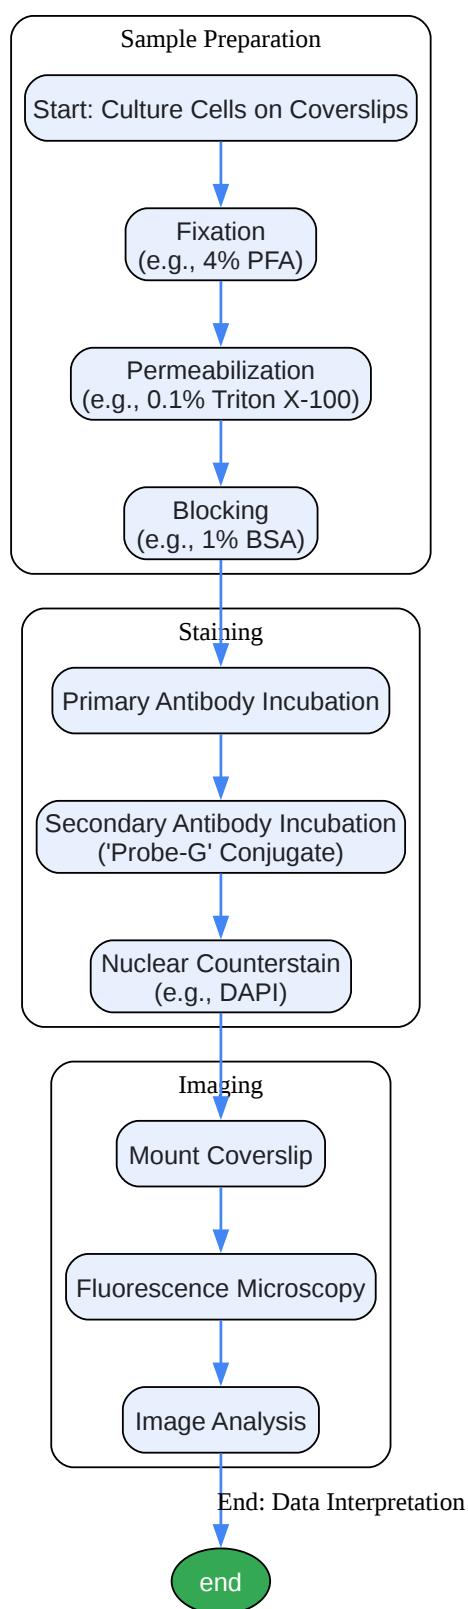 Sample Preparation
Start: Culture Cells on Coverslips
Fixation
(e.g., 4% PFA)
Permeabilization
(e.g., 0.1% Triton X-100)
Blocking
(e.g., 1% BSA)
Staining
Primary Antibody Incubation
Secondary Antibody Incubation
('Probe-G' Conjugate)
Nuclear Counterstain
(e.g., DAPI)
Imaging
Mount Coverslip
Fluorescence Microscopy
Image Analysis
End: Data Interpretation
end